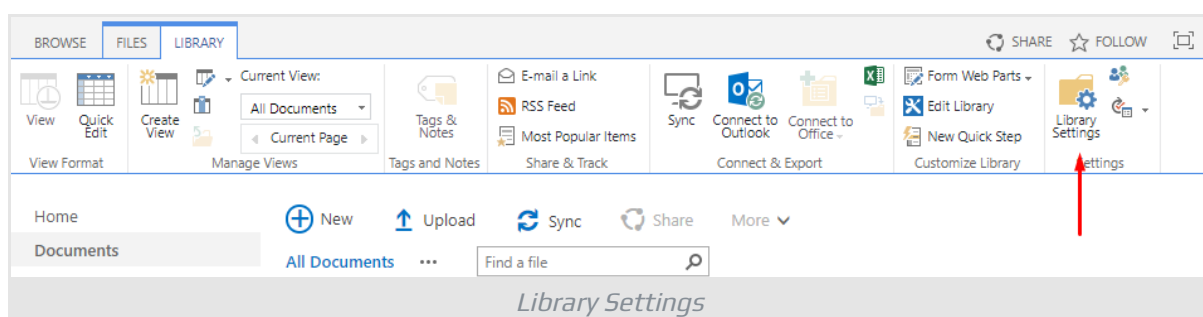 BROWSE FILES LIBRARY SHARE FOLLOW
Current View:
All Documents
Current Page
View
Quick
Edit
Create
View
Tags &
Notes
E-mail a Link
RSS Feed
Most Popular Items
Sync
Connect to
Outlook
Connect to
Office
Form Web Parts
Edit Library
New Quick Step
Library
Settings
View Format Manage Views Tags and Notes Share & Track Connect & Export Customize Library Settings
Home
Documents
New Upload Sync Share More
All Documents ... Find a file
Library Settings